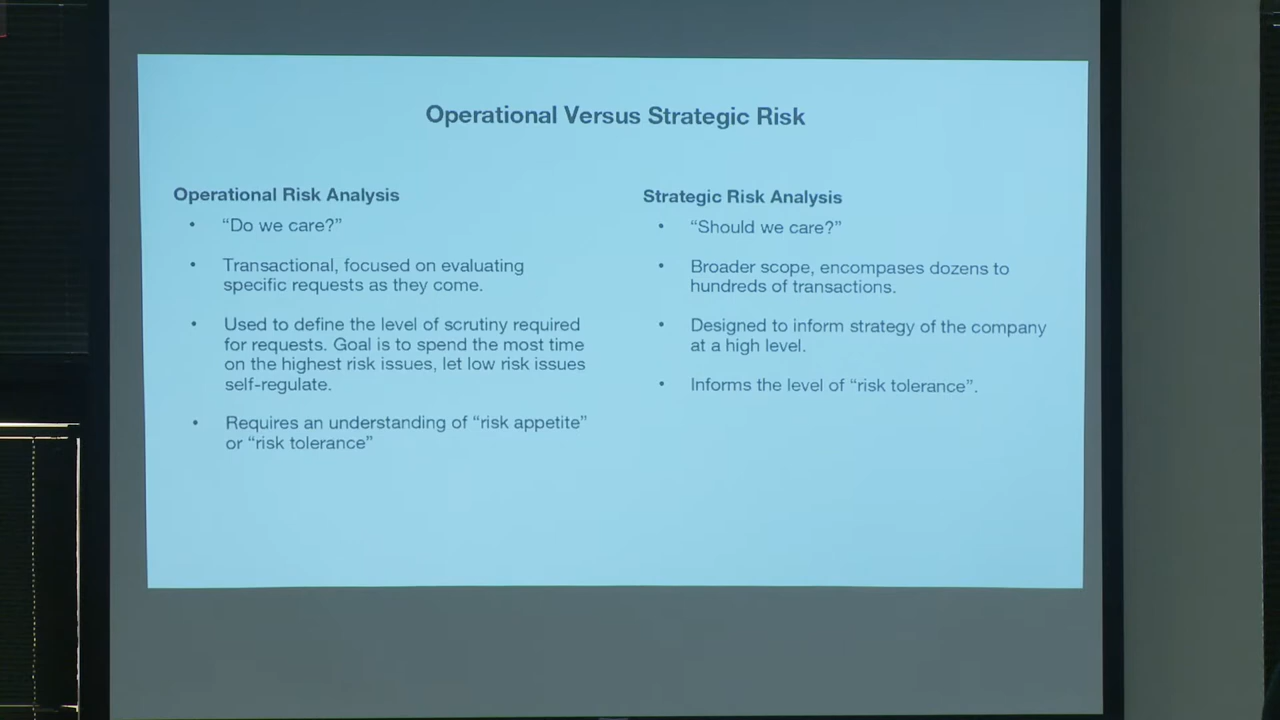 Operational Versus Strategic Risk
Operational Risk Analysis
• “Do we care?”
• Transactional, focused on evaluating
specific requests as they come.
• Used to define the level of scrutiny required
for requests. Goal is to spend the most time
on the highest risk issues, let low risk issues
self-regulate.
• Requires an understanding of “risk appetite”
or “risk tolerance”
Strategic Risk Analysis
• “Should we care?”
• Broader scope, encompases dozens to
hundreds of transactions.
• Designed to inform strategy of the company
at a high level.
• Informs the level of “risk tolerance”.